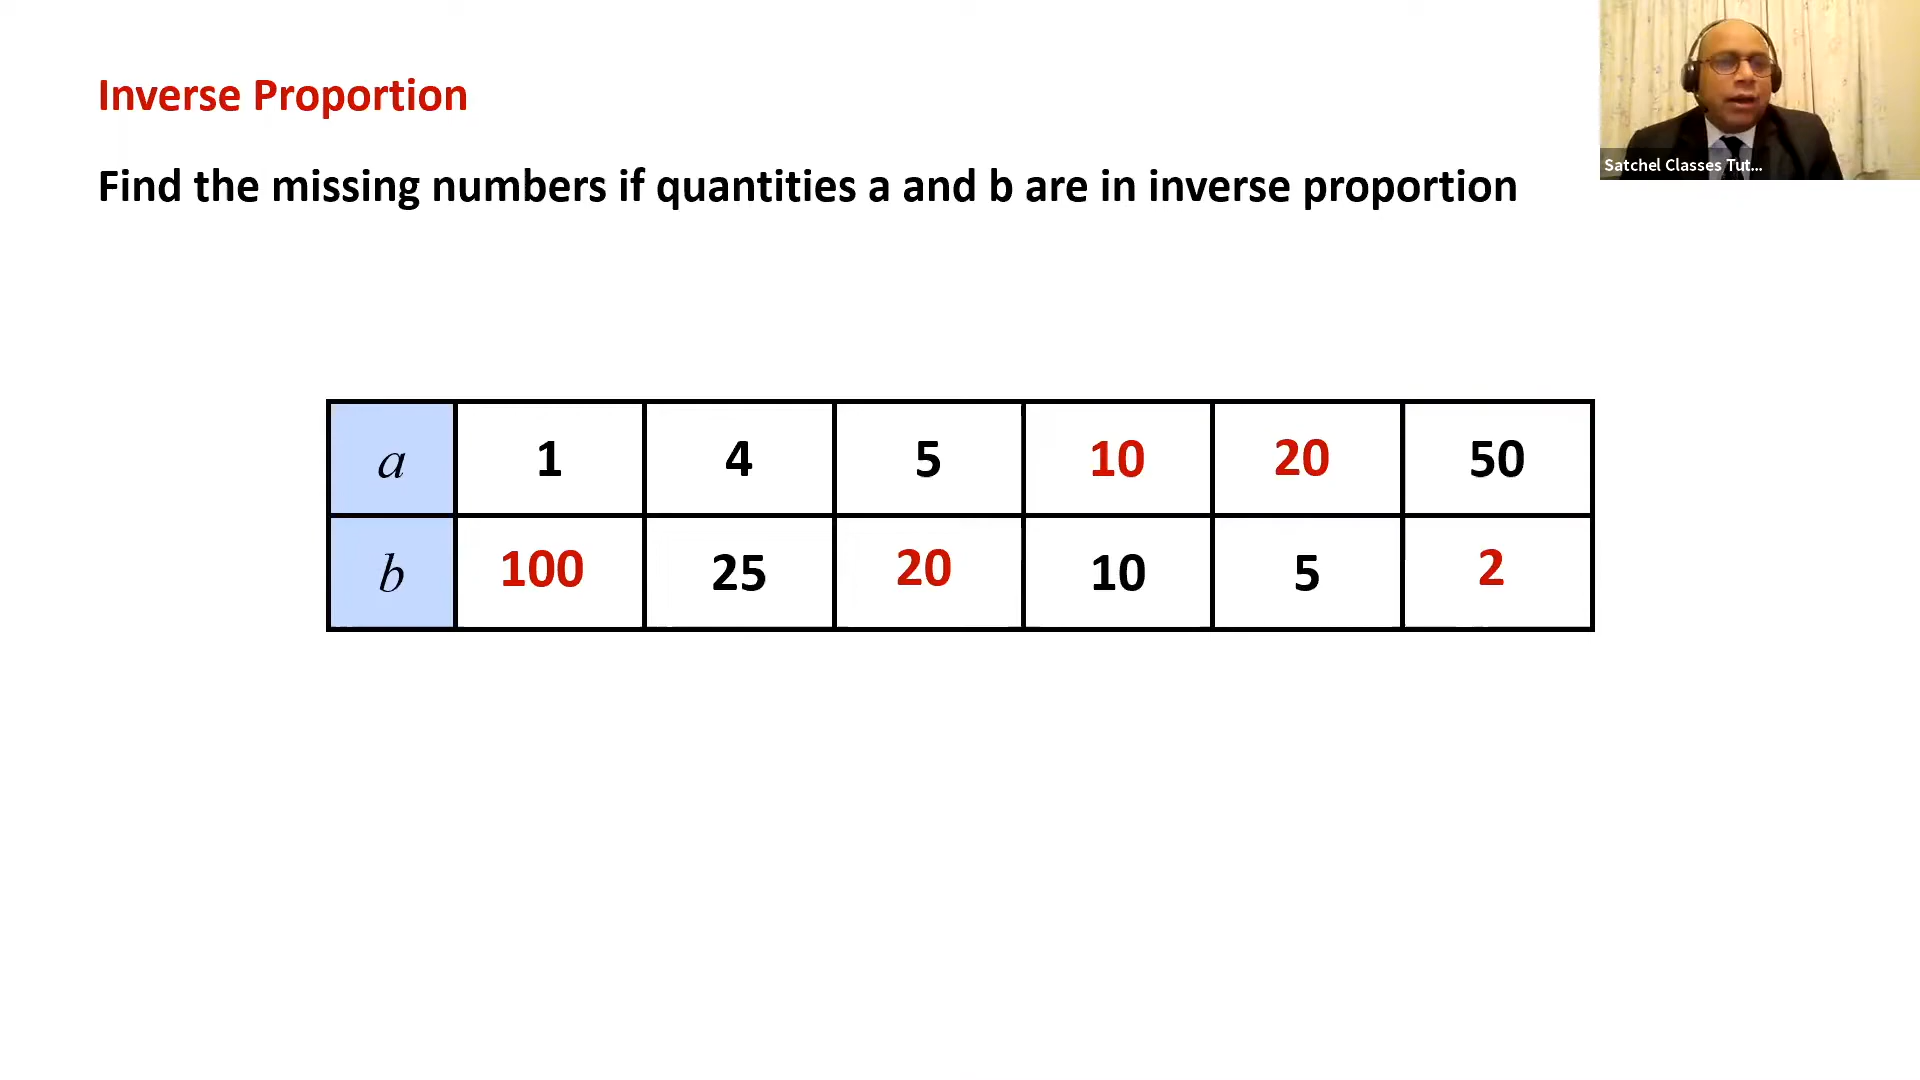 Inverse Proportion
Find the missing numbers if quantities a and b are in inverse proportion
Satchel Classes Tut...
a 1 4 5 10 20 50
b 100 25 20 10 5 2